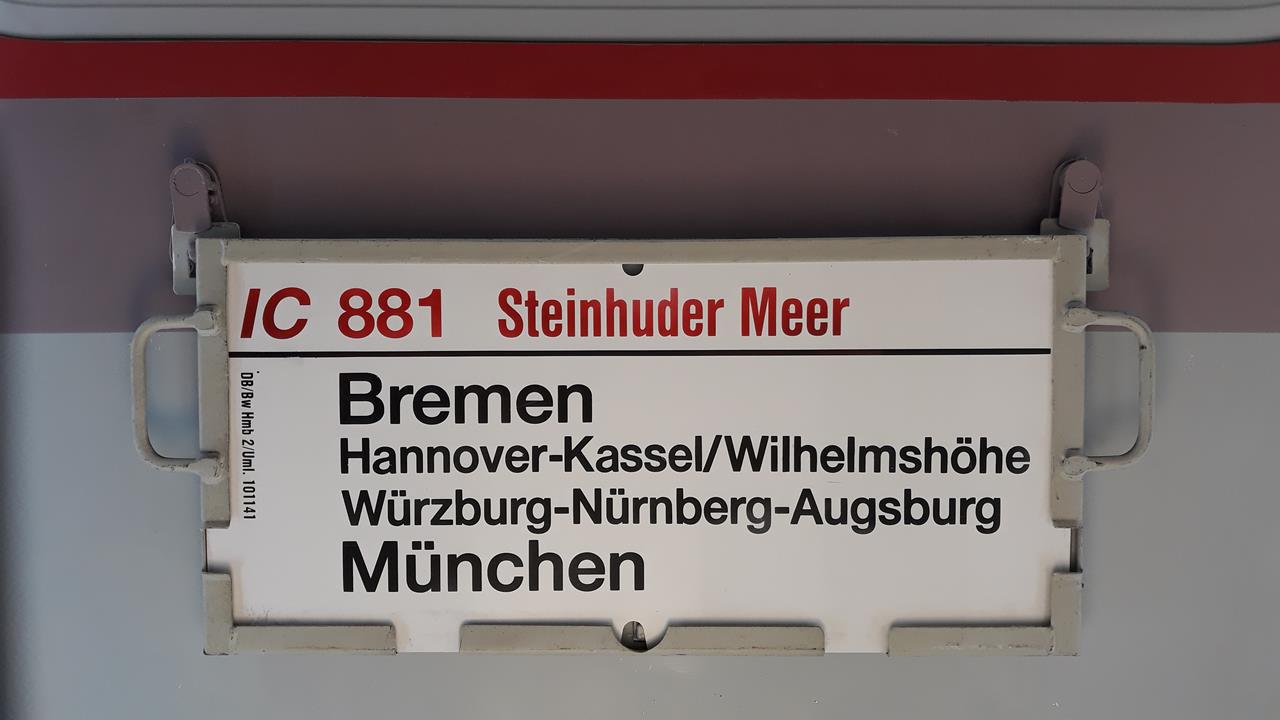 IC 881 Steinhuder Meer
DB/Bw Hmb 2/Uml. 101141
Bremen
Hannover-Kassel/Wilhelmshöhe
Würzburg-Nürnberg-Augsburg
München